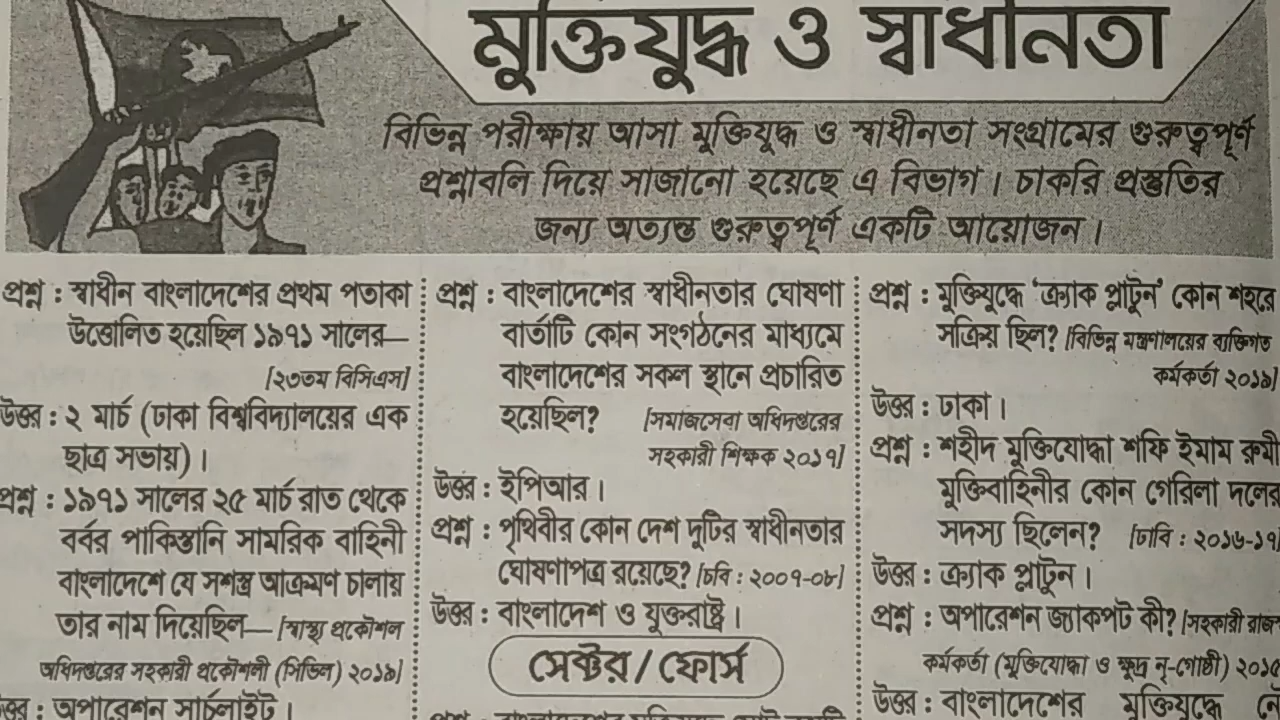 মুক্তিযুদ্ধ ও স্বাধীনতা
বিভিন্ন পরীক্ষায় আসা মুক্তিযুদ্ধ ও স্বাধীনতা সংগ্রামের গুরুত্বপূর্ণ
প্রশ্নাবলি দিয়ে সাজানো হয়েছে এ বিভাগ। চাকরি প্রস্তুতির
জন্য অত্যন্ত গুরুত্বপূর্ণ একটি আয়োজন।
প্রশ্ন : স্বাধীন বাংলাদেশের প্রথম পতাকা
উত্তোলিত হয়েছিল ১৯৭১ সালের—
[২৩তম বিসিএস]
উত্তর : ২ মার্চ (ঢাকা বিশ্ববিদ্যালয়ের এক
ছাত্র সভায়)।
প্রশ্ন : ১৯৭১ সালের ২৫ মার্চ রাত থেকে
বর্বর পাকিস্তানি সামরিক বাহিনী
বাংলাদেশে যে সশস্ত্র আক্রমণ চালায়
তার নাম দিয়েছিল— [স্বাস্থ্য প্রকৌশল
অধিদপ্তরের সহকারী প্রকৌশলী (সিভিল) ২০১৯]
উত্তর : অপারেশন সার্চলাইট।
প্রশ্ন : বাংলাদেশের স্বাধীনতার ঘোষণা
বার্তাটি কোন সংগঠনের মাধ্যমে
বাংলাদেশের সকল স্থানে প্রচারিত
হয়েছিল? [সমাজসেবা অধিদপ্তরের
সহকারী শিক্ষক ২০১৭]
উত্তর : ইপিআর।
প্রশ্ন : পৃথিবীর কোন দেশ দুটির স্বাধীনতার
ঘোষণাপত্র রয়েছে? [চবি : ২০০৭-০৮]
উত্তর : বাংলাদেশ ও যুক্তরাষ্ট্র।
সেক্টর / ফোর্স
প্রশ্ন : মুক্তিযুদ্ধে 'ক্র্যাক প্লাটুন' কোন শহরে
সক্রিয় ছিল? [বিভিন্ন মন্ত্রণালয়ের ব্যক্তিগত
কর্মকর্তা ২০১৯]
উত্তর : ঢাকা।
প্রশ্ন : শহীদ মুক্তিযোদ্ধা শফি ইমাম রুমী
মুক্তিবাহিনীর কোন গেরিলা দলের
সদস্য ছিলেন? [ঢাবি : ২০১৬-১৭]
উত্তর : ক্র্যাক প্লাটুন।
প্রশ্ন : অপারেশন জ্যাকপট কী? [সহকারী
কর্মকর্তা (মুক্তিযোদ্ধা ও ক্ষুদ্র নৃ-গোষ্ঠী) ২০১৫
উত্তর : বাংলাদেশের মুক্তিযুদ্ধে